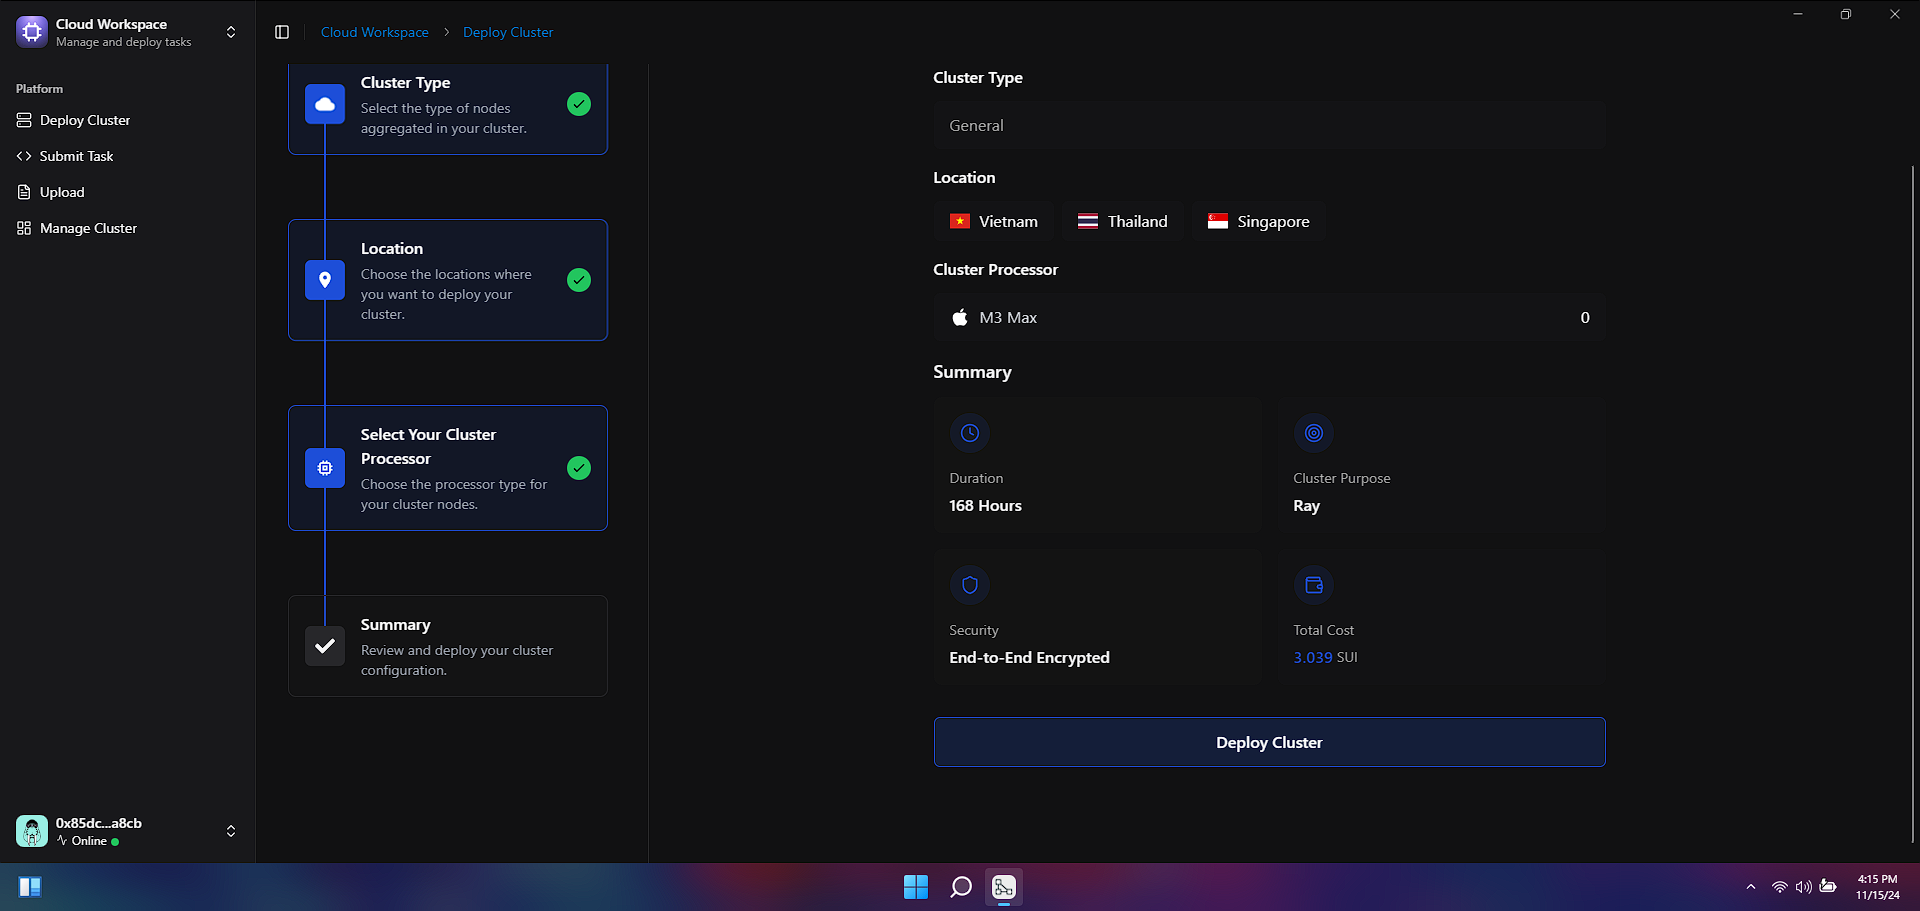 Cloud Workspace
Manage and deploy tasks
Platform
Deploy Cluster
Submit Task
Upload
Manage Cluster
0x85dc...a8cb
Online
Cloud Workspace > Deploy Cluster
Cluster Type
Select the type of nodes
aggregated in your cluster.
Location
Choose the locations where
you want to deploy your
cluster.
Select Your Cluster
Processor
Choose the processor type for
your cluster nodes.
Summary
Review and deploy your cluster
configuration.
Cluster Type
General
Location
Vietnam
Thailand
Singapore
Cluster Processor
M3 Max
0
Summary
Duration
168 Hours
Cluster Purpose
Ray
Security
End-to-End Encrypted
Total Cost
3.039 SUI
Deploy Cluster
4:15 PM
11/15/24